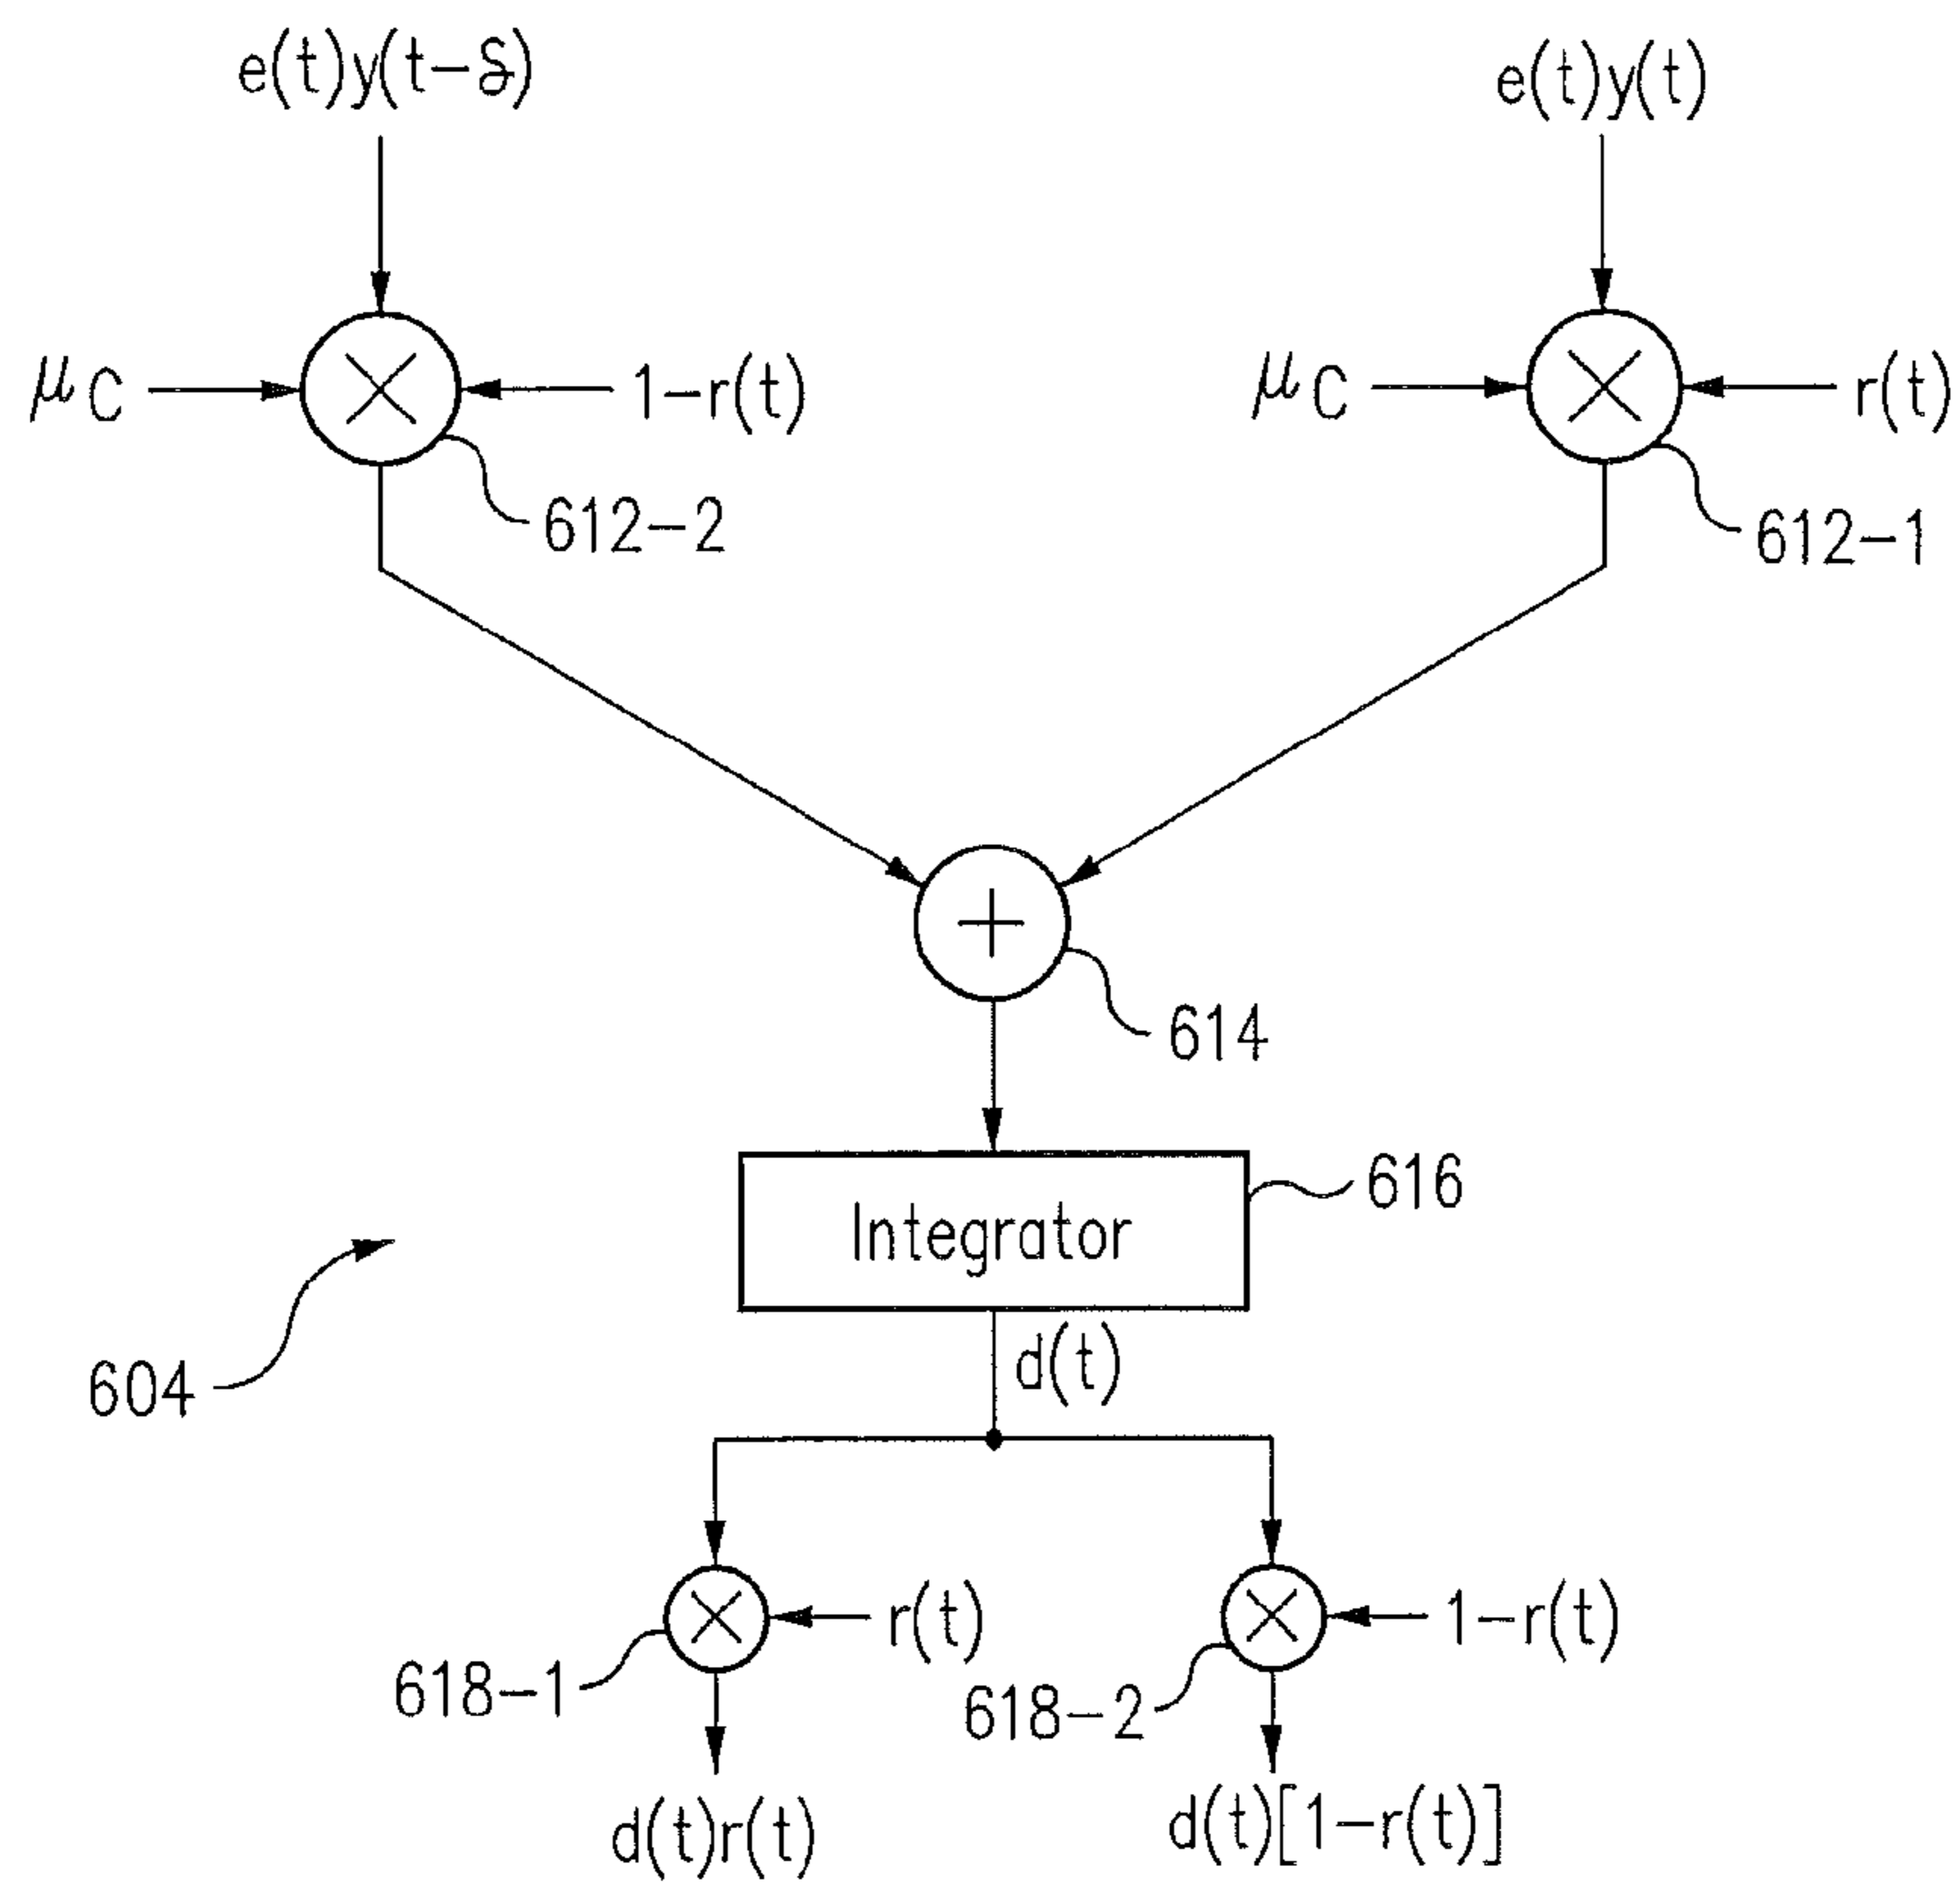 e(t)y(t−δ)
e(t)y(t)
μC
1−r(t)
μC
r(t)
612−2
612−1
614
616
Integrator
d(t)
604
r(t)
1−r(t)
618−1
618−2
d(t)r(t)
d(t)[1−r(t)]